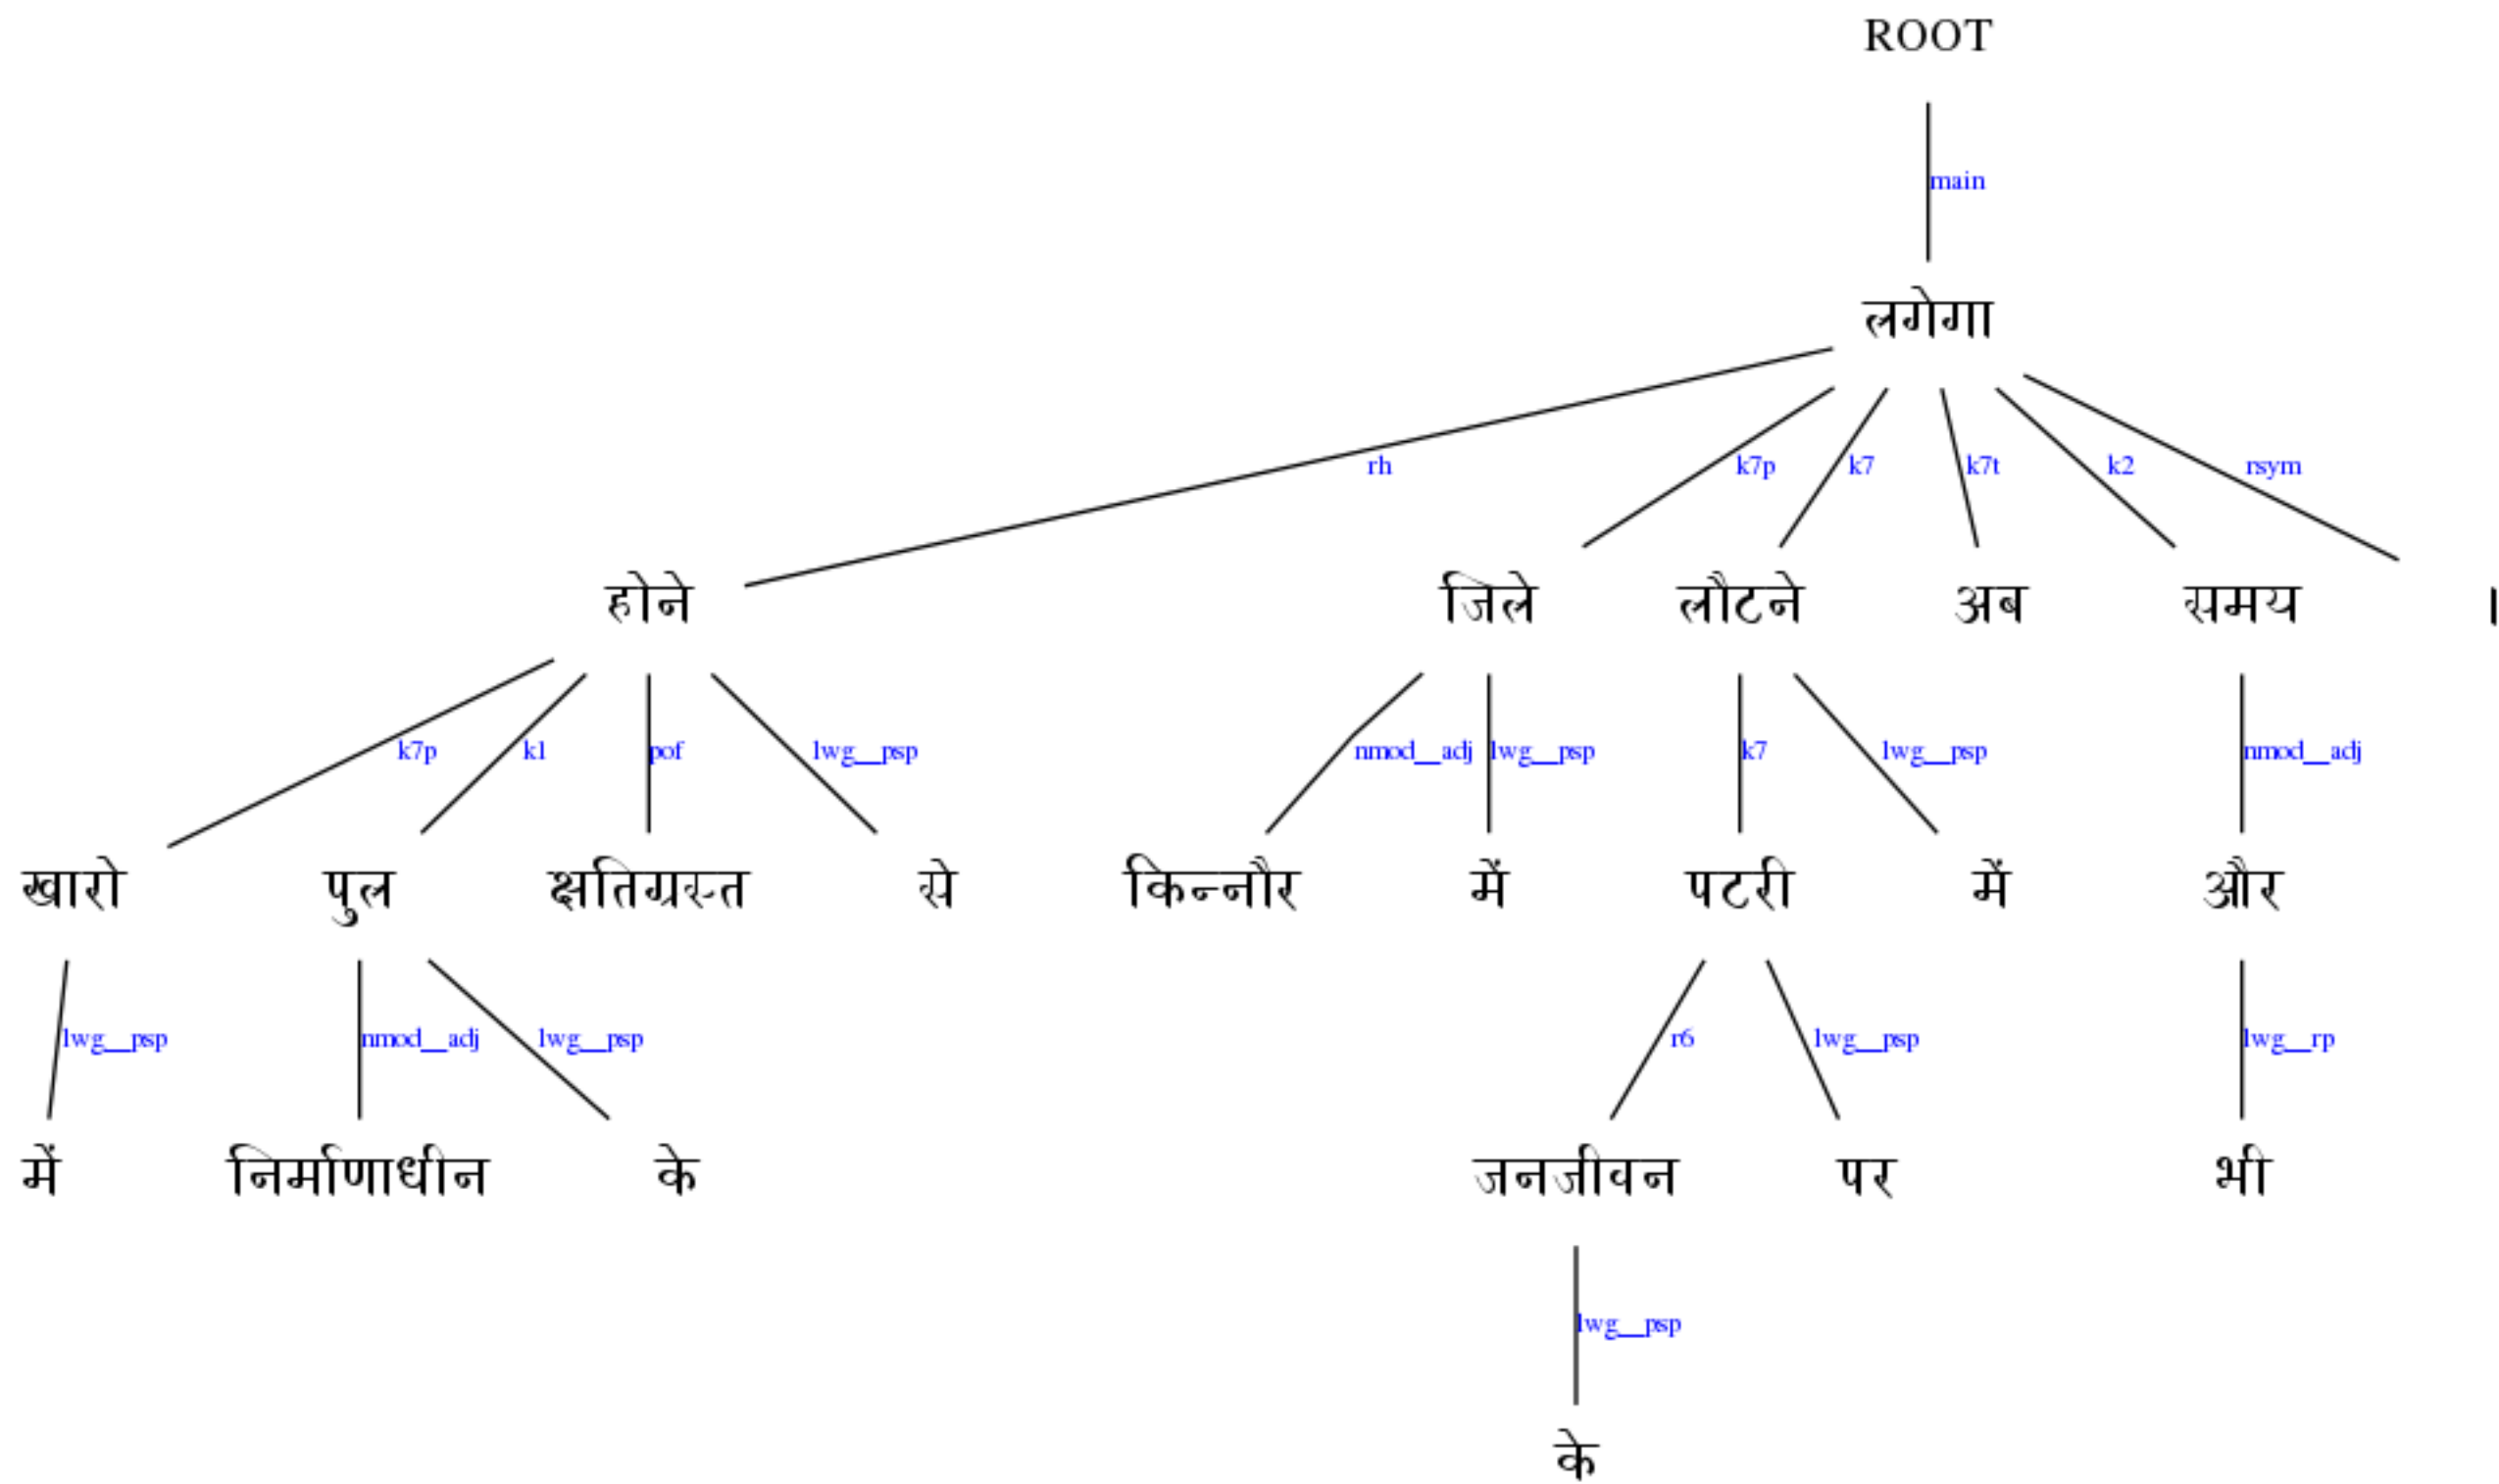 ROOT
main
लगेगा
rh k7p k7 k7t k2 rsym
होने जिले लौटने अब समय ।
k7p k1 pof lwg__psp nmod__adj lwg__psp k7 lwg__psp nmod__adj
खारो पुल क्षतिग्रस्त से किन्नौर में पटरी में और
lwg__psp nmod__adj lwg__psp r6 lwg__psp lwg__rp
में निर्माणाधीन के जनजीवन पर भी
lwg__psp
के